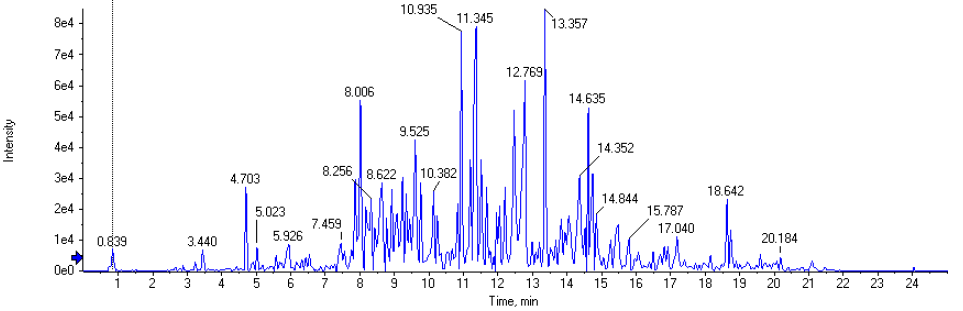 10.935
11.345
13.357
8e4
7e4
12.769
6e4
8.006
14.635
5e4
9.525
4e4
14.352
8.256
8.622
10.382
3e4
4.703
14.844
18.642
2e4
5.023
7.459
15.787
5.926
17.040
0.839
3.440
20.184
1e4
0e0
1 2 3 4 5 6 7 8 9 10 11 12 13 14 15 16 17 18 19 20 21 22 23 24
Time, min
Intensity